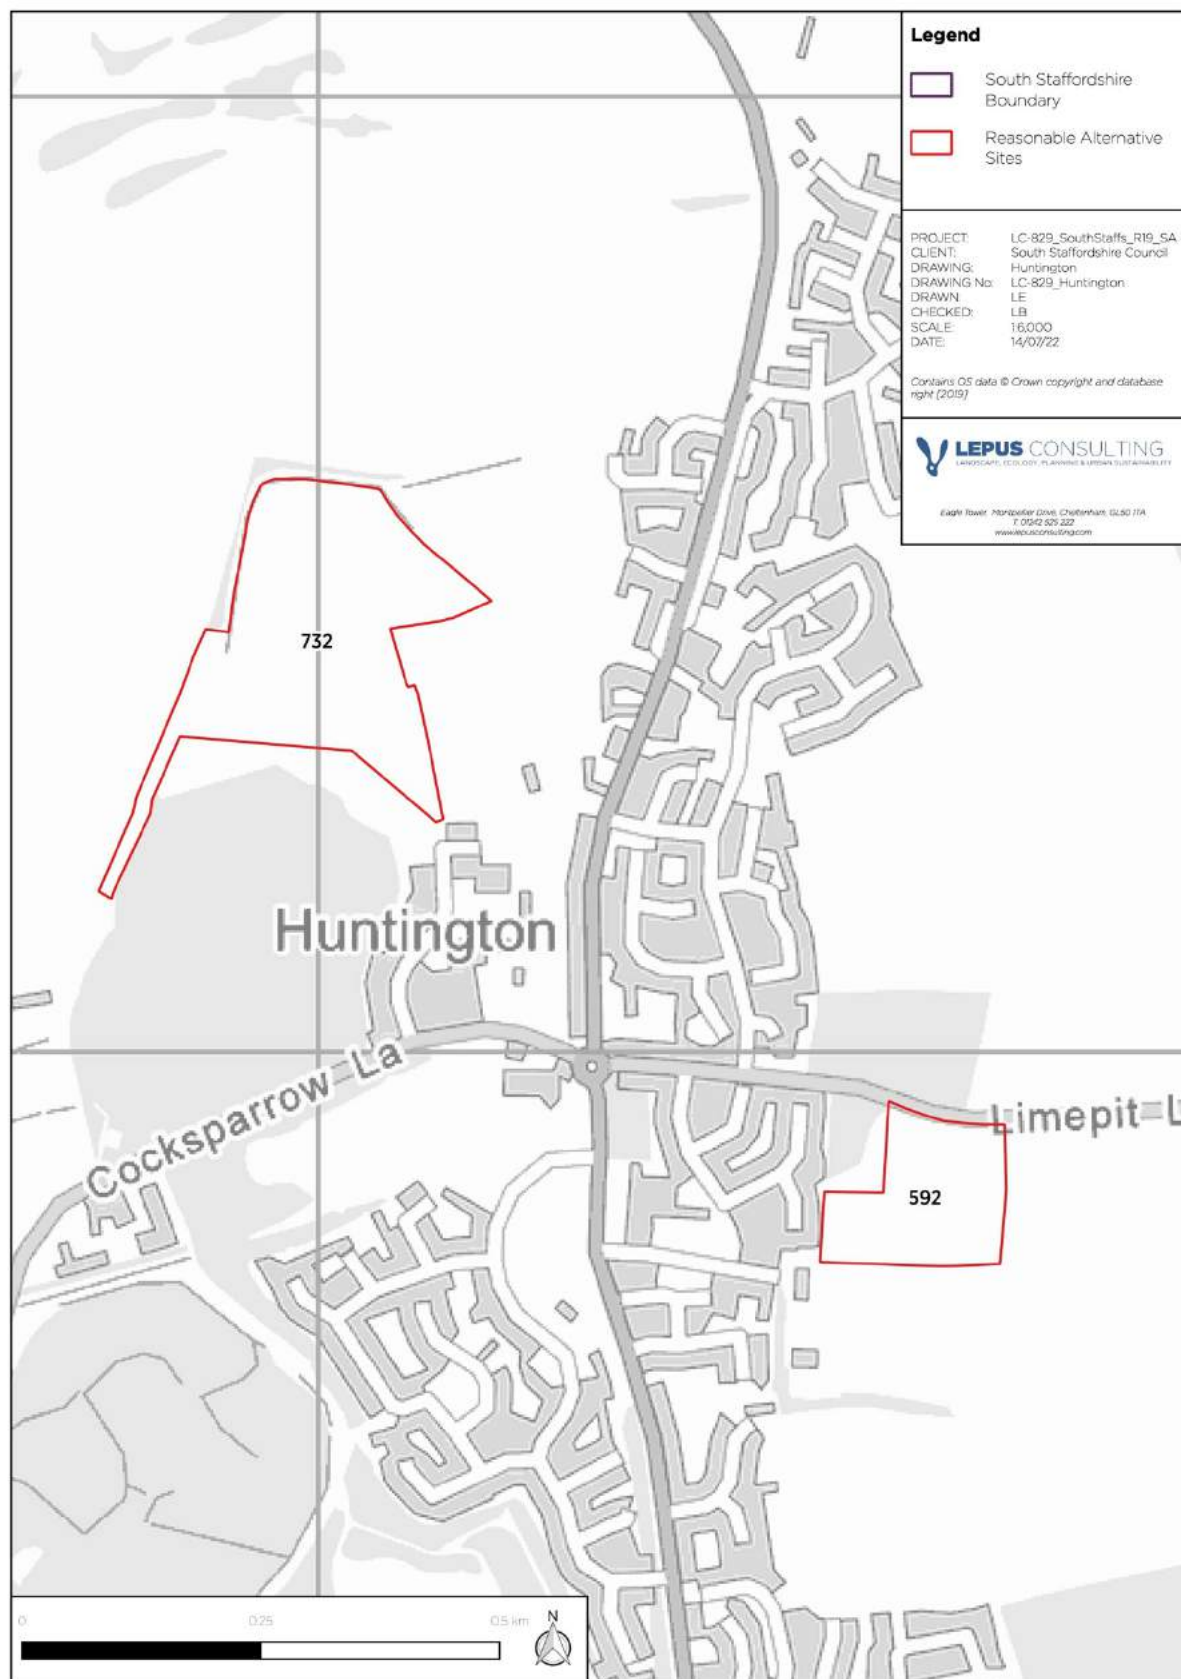 Legend
South Staffordshire
Boundary
Reasonable Alternative
Sites
PROJECT: LC-829_SouthStaffs_R19_SA
CLIENT: South Staffordshire Council
DRAWING: Huntington
DRAWING No: LC-829_Huntington
DRAWN: LE
CHECKED: LB
SCALE: 1:6,000
DATE: 14/07/22
Contains OS data © Crown copyright and database
right [2019]
LEPUS CONSULTING
LANDSCAPE, ECOLOGY, PLANNING & URBAN SUSTAINABILITY
Eagle Tower, Montpellier Drive, Cheltenham, GL50 1TA
T: 01242 525 222
www.lepusconsulting.com
732
Huntington
Cocksparrow La
Limepit L
592
0 0.25 0.5 km
N